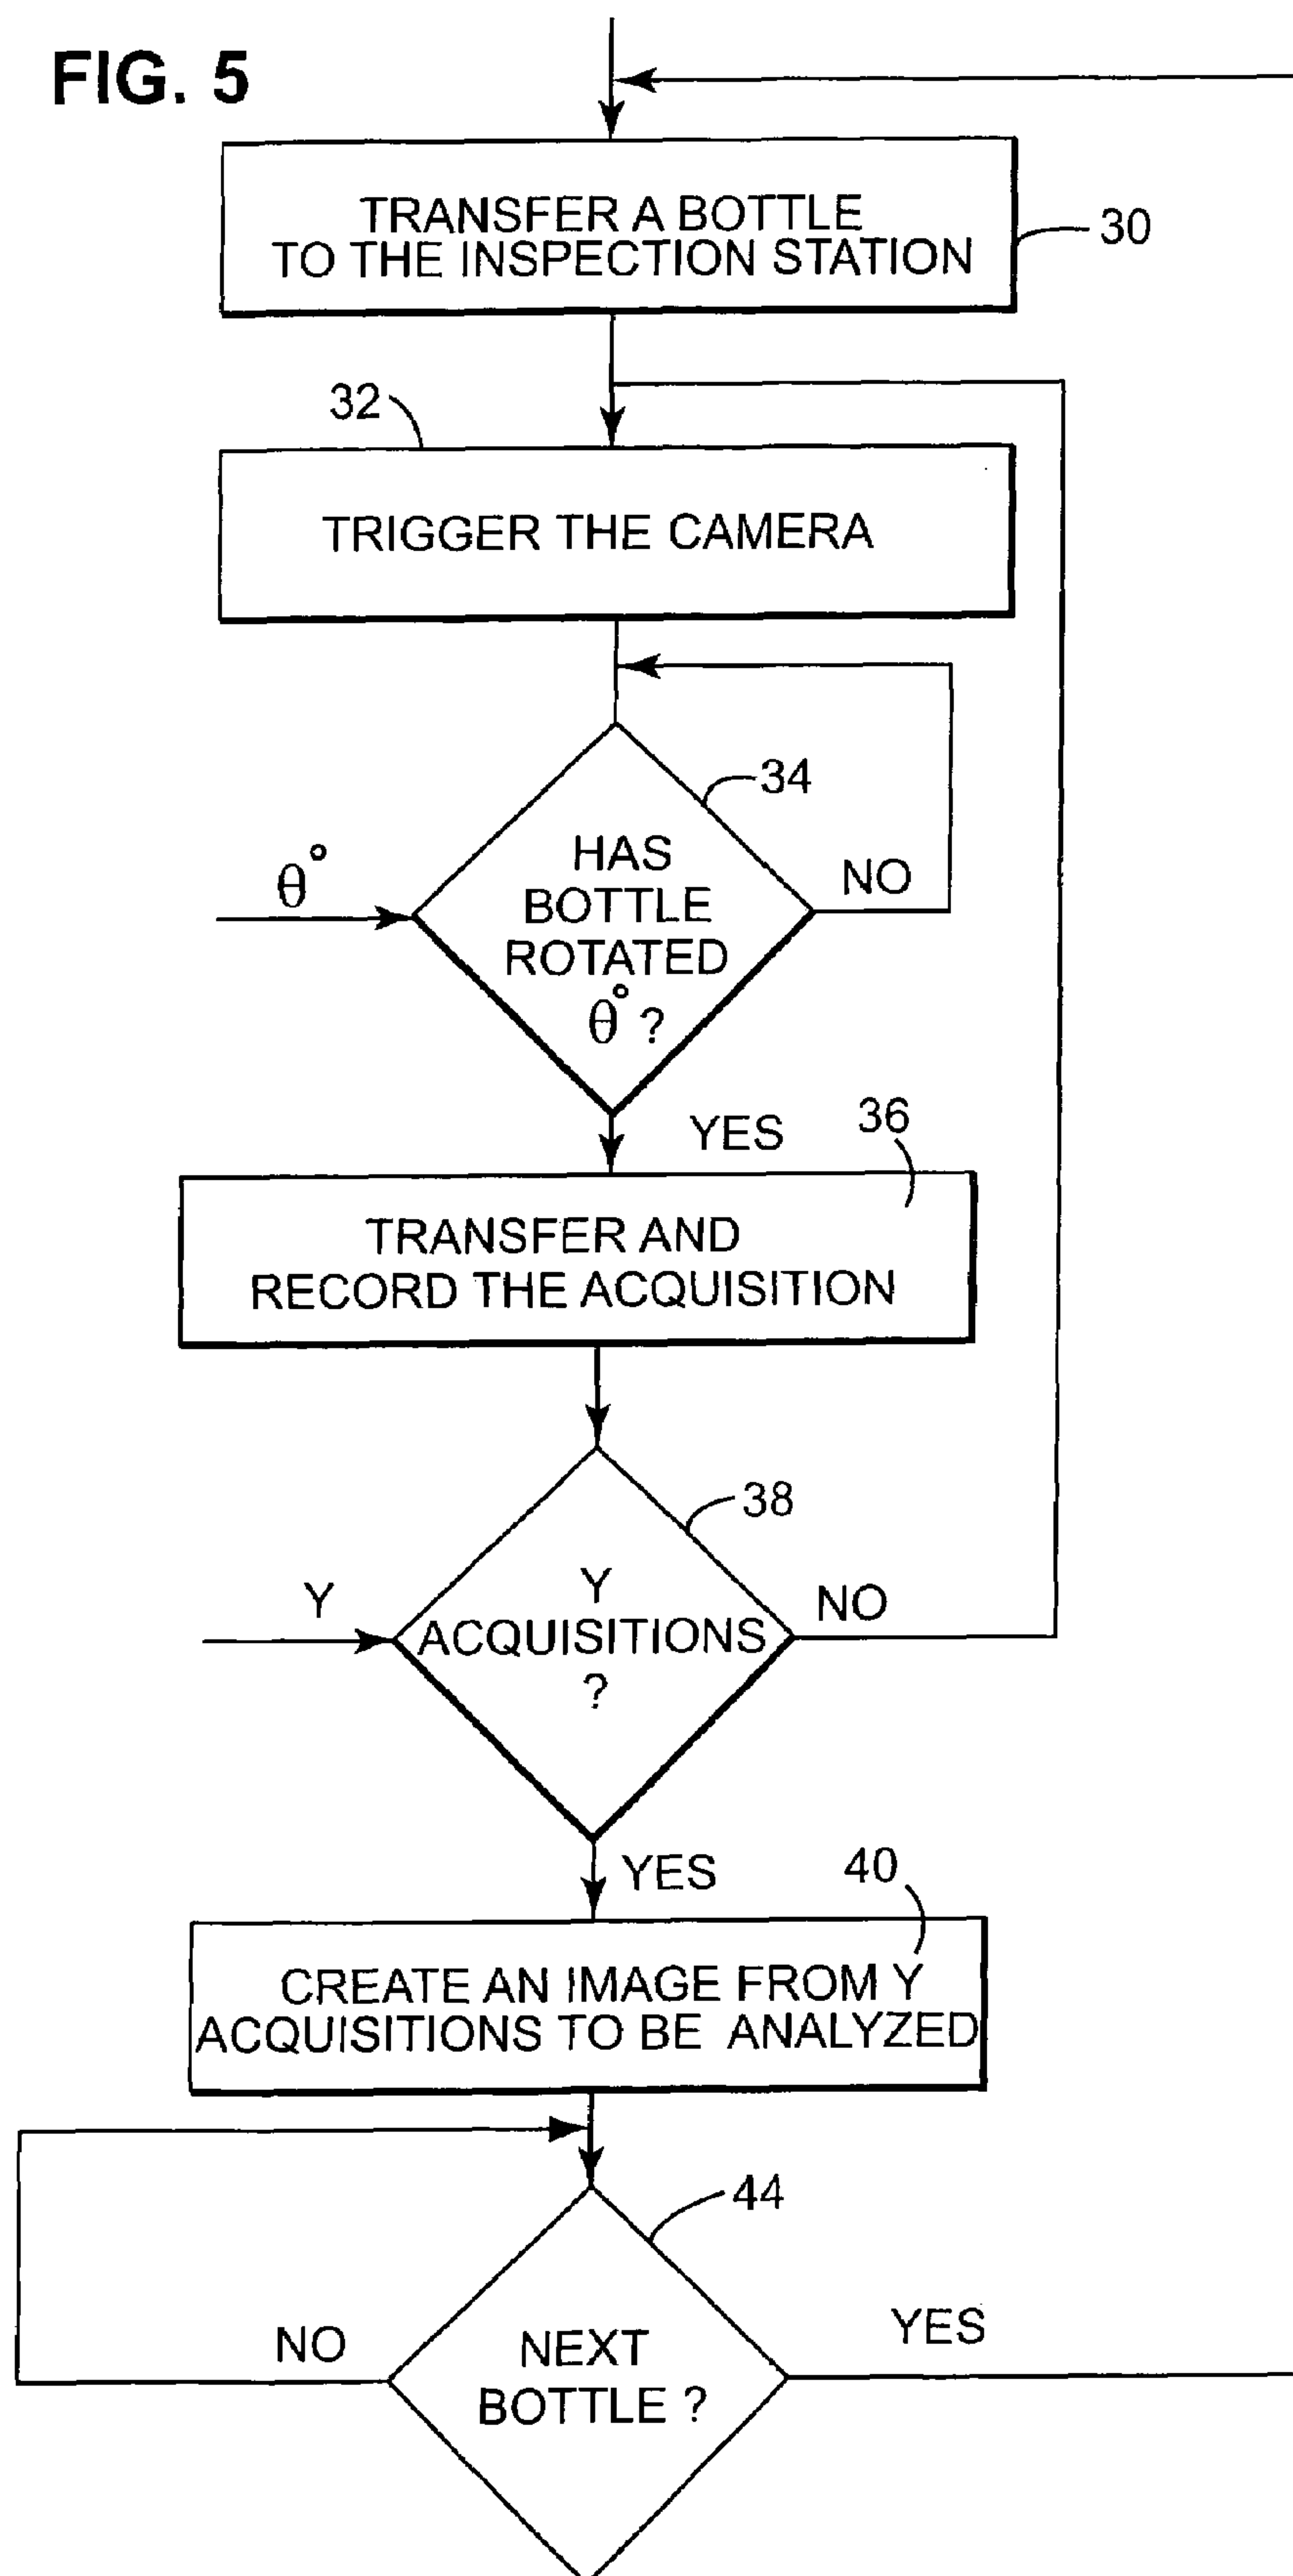 FIG. 5
TRANSFER A BOTTLE
TO THE INSPECTION STATION
30
32
TRIGGER THE CAMERA
34
HAS
BOTTLE
ROTATED
θ° ?
θ°
NO
YES
36
TRANSFER AND
RECORD THE ACQUISITION
38
Y
ACQUISITIONS
?
Y
NO
YES
40
CREATE AN IMAGE FROM Y
ACQUISITIONS TO BE ANALYZED
44
NO
NEXT
BOTTLE ?
YES